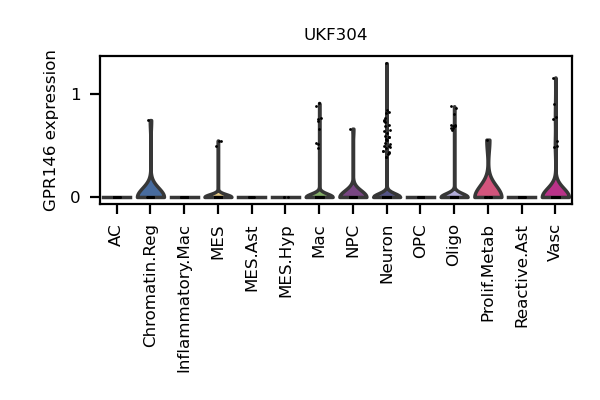 UKF304
GPR146 expression
1
0
AC
Chromatin.Reg
Inflammatory.Mac
MES
MES.Ast
MES.Hyp
Mac
NPC
Neuron
OPC
Oligo
Prolif.Metab
Reactive.Ast
Vasc